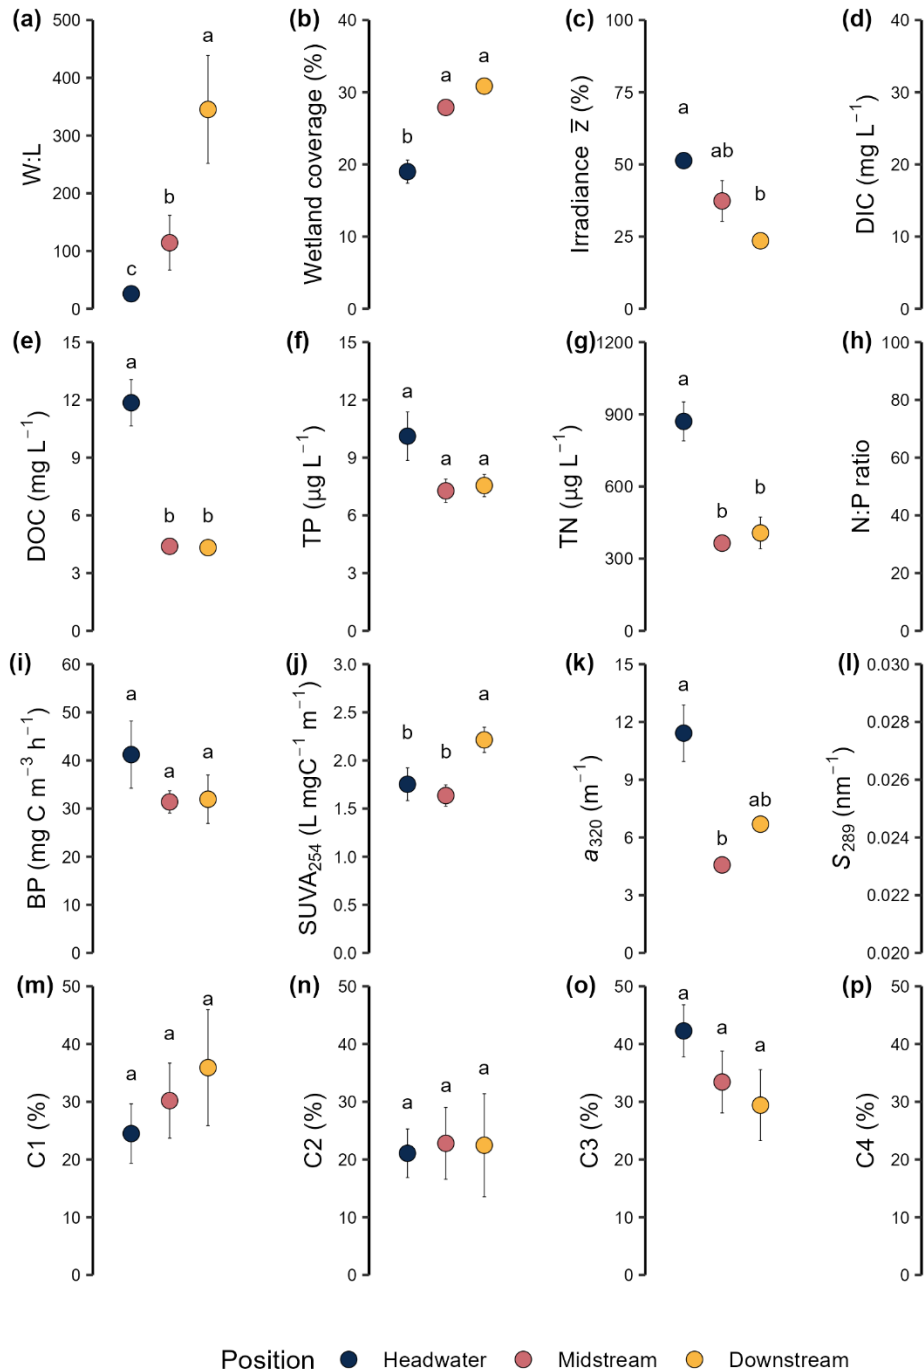 (a)
W:L
500
400
300
200
100
0
c
b
a
(b)
Wetland coverage (%)
40
30
20
10
0
b
a
a
(c)
Irradiance z̅ (%)
100
75
50
25
0
a
ab
b
(d)
DIC (mg L⁻¹)
(e)
DOC (mg L⁻¹)
15
12
9
6
3
0
a
b
b
(f)
TP (µg L⁻¹)
15
12
9
6
3
0
a
a
a
(g)
TN (µg L⁻¹)
1200
900
600
300
0
a
b
b
(h)
N:P ratio
100
80
60
40
20
0
(i)
BP (mg C m⁻³ h⁻¹)
60
50
40
30
20
10
0
a
a
a
(j)
SUVA₂₅₄ (L mgC⁻¹ m⁻¹)
3.0
2.5
2.0
1.5
1.0
0.5
0.0
b
b
a
(k)
a₃₂₀ (m⁻¹)
15
12
9
6
3
0
a
b
ab
(l)
S₂₈₉ (nm⁻¹)
0.030
0.028
0.026
0.024
0.022
0.020
(m)
C1 (%)
50
40
30
20
10
0
a
a
a
(n)
C2 (%)
50
40
30
20
10
0
a
a
a
(o)
C3 (%)
50
40
30
20
10
0
a
a
a
(p)
C4 (%)
50
40
30
20
10
0
Position Headwater Midstream Downstream
40
30
20
10
0